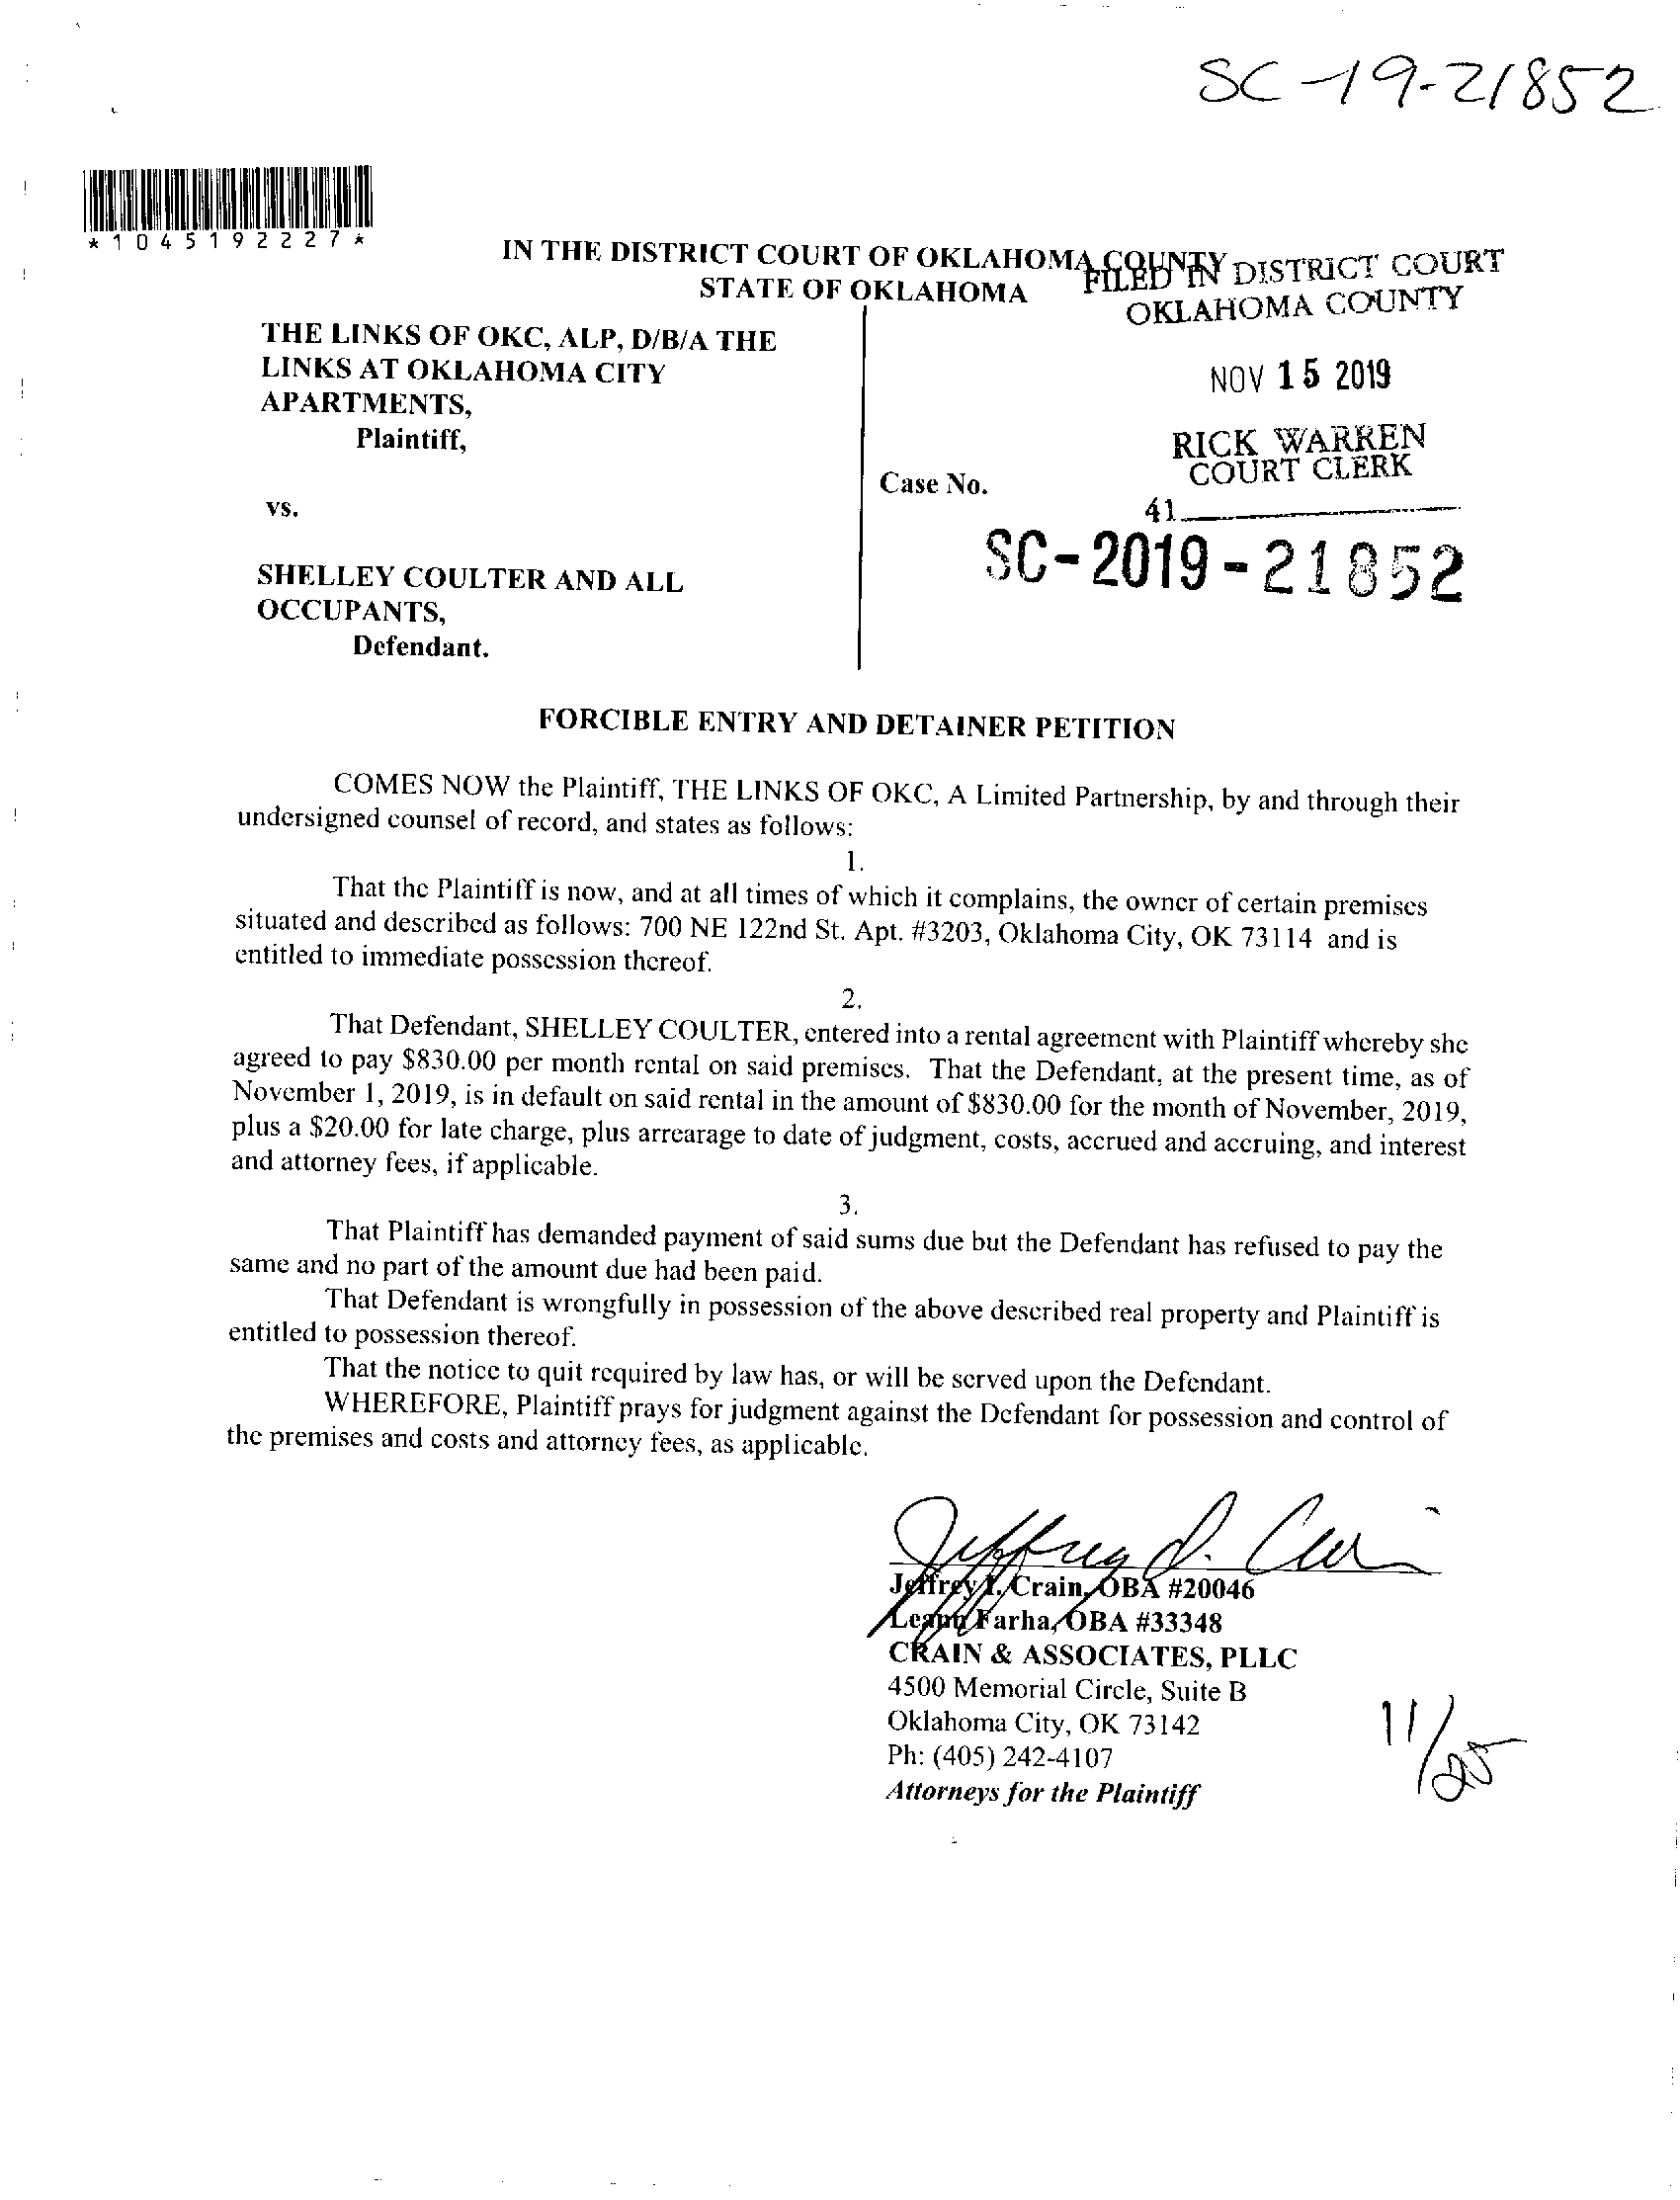 SC-19-21852
*1045192227*
IN THE DISTRICT COURT OF OKLAHOMA COUNTY
STATE OF OKLAHOMA
FILED IN DISTRICT COURT
OKLAHOMA COUNTY
NOV 15 2019
RICK WARREN
COURT CLERK
41
THE LINKS OF OKC, ALP, D/B/A THE
LINKS AT OKLAHOMA CITY
APARTMENTS,
Plaintiff,
vs.
SHELLEY COULTER AND ALL
OCCUPANTS,
Defendant.
Case No.
SC-2019-21852
FORCIBLE ENTRY AND DETAINER PETITION
COMES NOW the Plaintiff, THE LINKS OF OKC, A Limited Partnership, by and through their
undersigned counsel of record, and states as follows:
1.
That the Plaintiff is now, and at all times of which it complains, the owner of certain premises
situated and described as follows: 700 NE 122nd St. Apt. #3203, Oklahoma City, OK 73114 and is
entitled to immediate possession thereof.
2.
That Defendant, SHELLEY COULTER, entered into a rental agreement with Plaintiff whereby she
agreed to pay $830.00 per month rental on said premises. That the Defendant, at the present time, as of
November 1, 2019, is in default on said rental in the amount of $830.00 for the month of November, 2019,
plus a $20.00 for late charge, plus arrearage to date of judgment, costs, accrued and accruing, and interest
and attorney fees, if applicable.
3.
That Plaintiff has demanded payment of said sums due but the Defendant has refused to pay the
same and no part of the amount due had been paid.
That Defendant is wrongfully in possession of the above described real property and Plaintiff is
entitled to possession thereof.
That the notice to quit required by law has, or will be served upon the Defendant.
WHEREFORE, Plaintiff prays for judgment against the Defendant for possession and control of
the premises and costs and attorney fees, as applicable.
Jeffrey I. Crain, OBA #20046
Leann Farha, OBA #33348
CRAIN & ASSOCIATES, PLLC
4500 Memorial Circle, Suite B
Oklahoma City, OK 73142
Ph: (405) 242-4107
Attorneys for the Plaintiff
11/25